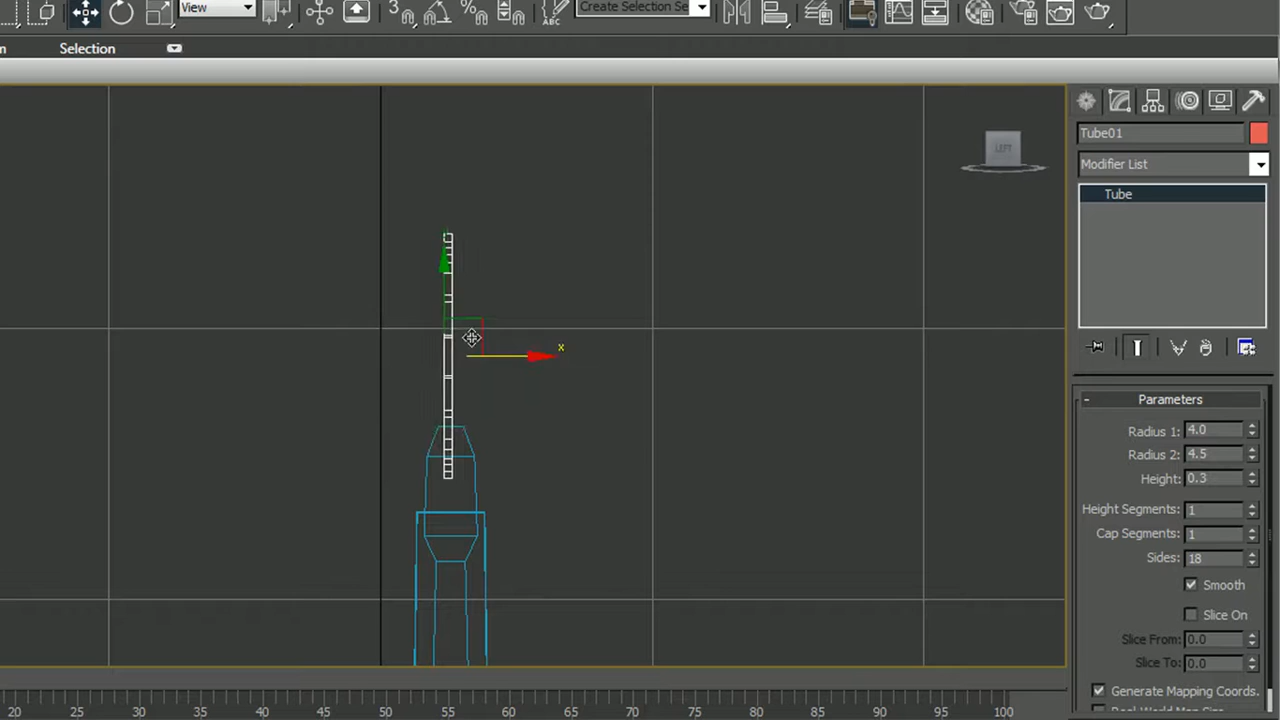 View
Create Selection Se
3
ABC
Selection
LEFT
Tube01
Modifier List
Tube
x
- Parameters
Radius 1: 4.0
Radius 2: 4.5
Height: 0.3
Height Segments: 1
Cap Segments: 1
Sides: 18
Smooth
Slice On
Slice From: 0.0
Slice To: 0.0
Generate Mapping Coords.
20 25 30 35 40 45 50 55 60 65 70 75 80 85 90 95 100